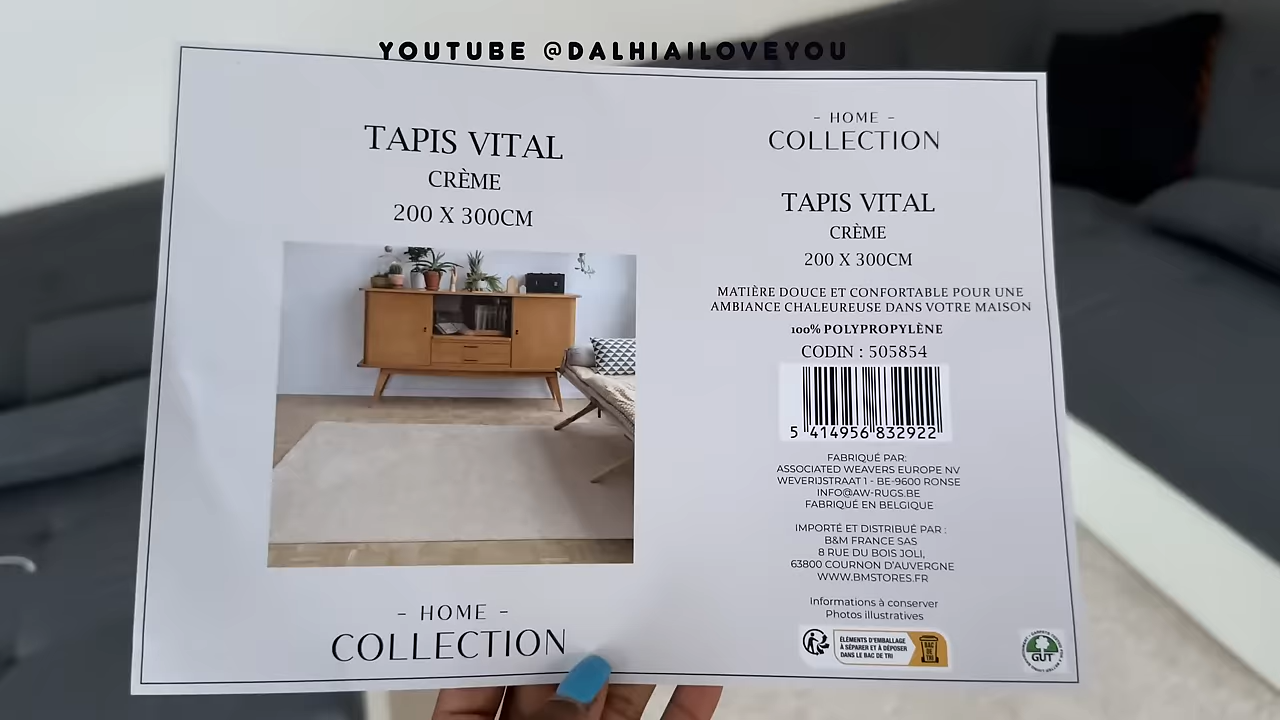 YOUTUBE @DALHIAILOVEYOU
TAPIS VITAL
CRÈME
200 X 300CM
- HOME -
COLLECTION
- HOME -
COLLECTION
TAPIS VITAL
CRÈME
200 X 300CM
MATIÈRE DOUCE ET CONFORTABLE POUR UNE
AMBIANCE CHALEUREUSE DANS VOTRE MAISON
100% POLYPROPYLÈNE
CODIN : 505854
5 414956 832922
FABRIQUÉ PAR:
ASSOCIATED WEAVERS EUROPE NV
WEVERIJSTRAAT 1 - BE-9600 RONSE
INFO@AW-RUGS.BE
FABRIQUÉ EN BELGIQUE
IMPORTÉ ET DISTRIBUÉ PAR :
B&M FRANCE SAS
8 RUE DU BOIS JOLI,
63800 COURNON D'AUVERGNE
WWW.BMSTORES.FR
Informations à conserver
Photos illustratives
ÉLÉMENTS D'EMBALLAGE
À SÉPARER ET À DÉPOSER
DANS LE BAC DE TRI
BAC
DE TRI
GUT